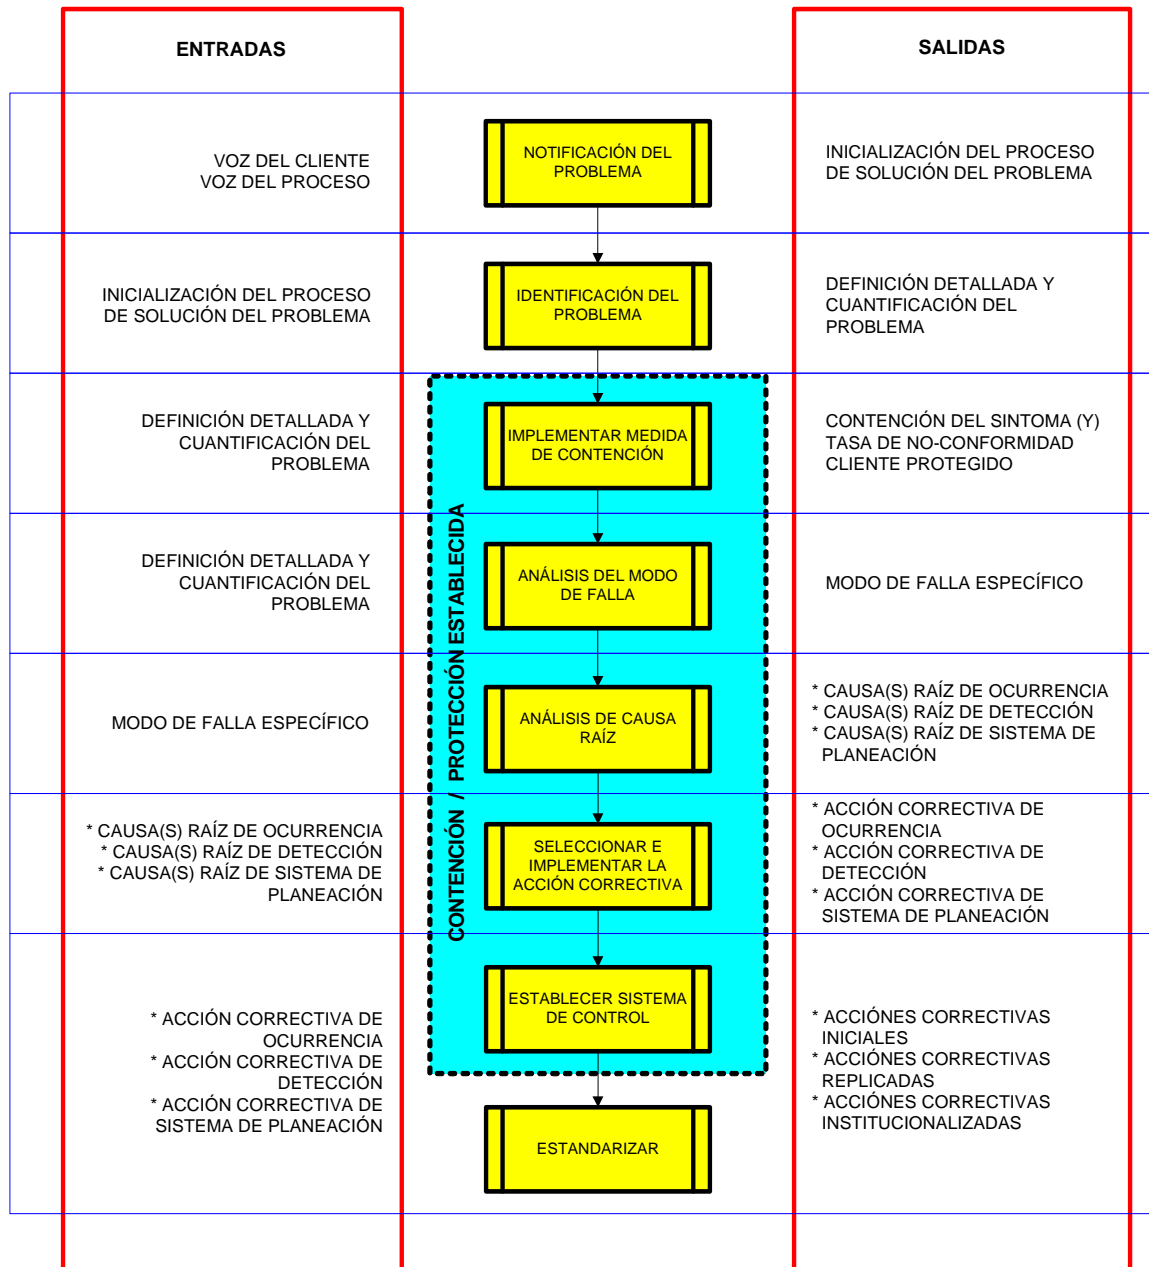 ENTRADAS
SALIDAS
VOZ DEL CLIENTE
VOZ DEL PROCESO
NOTIFICACIÓN DEL
PROBLEMA
INICIALIZACIÓN DEL PROCESO
DE SOLUCIÓN DEL PROBLEMA
INICIALIZACIÓN DEL PROCESO
DE SOLUCIÓN DEL PROBLEMA
IDENTIFICACIÓN DEL
PROBLEMA
DEFINICIÓN DETALLADA Y
CUANTIFICACIÓN DEL
PROBLEMA
CONTENCIÓN / PROTECCIÓN ESTABLECIDA
DEFINICIÓN DETALLADA Y
CUANTIFICACIÓN DEL
PROBLEMA
IMPLEMENTAR MEDIDA
DE CONTENCIÓN
CONTENCIÓN DEL SINTOMA (Y)
TASA DE NO-CONFORMIDAD
CLIENTE PROTEGIDO
DEFINICIÓN DETALLADA Y
CUANTIFICACIÓN DEL
PROBLEMA
ANÁLISIS DEL MODO
DE FALLA
MODO DE FALLA ESPECÍFICO
MODO DE FALLA ESPECÍFICO
ANÁLISIS DE CAUSA
RAÍZ
* CAUSA(S) RAÍZ DE OCURRENCIA
* CAUSA(S) RAÍZ DE DETECCIÓN
* CAUSA(S) RAÍZ DE SISTEMA DE
PLANEACIÓN
* CAUSA(S) RAÍZ DE OCURRENCIA
* CAUSA(S) RAÍZ DE DETECCIÓN
* CAUSA(S) RAÍZ DE SISTEMA DE
PLANEACIÓN
SELECCIONAR E
IMPLEMENTAR LA
ACCIÓN CORRECTIVA
* ACCIÓN CORRECTIVA DE
OCURRENCIA
* ACCIÓN CORRECTIVA DE
DETECCIÓN
* ACCIÓN CORRECTIVA DE
SISTEMA DE PLANEACIÓN
* ACCIÓN CORRECTIVA DE
OCURRENCIA
* ACCIÓN CORRECTIVA DE
DETECCIÓN
* ACCIÓN CORRECTIVA DE
SISTEMA DE PLANEACIÓN
ESTABLECER SISTEMA
DE CONTROL
ESTANDARIZAR
* ACCIÓNES CORRECTIVAS
INICIALES
* ACCIÓNES CORRECTIVAS
REPLICADAS
* ACCIÓNES CORRECTIVAS
INSTITUCIONALIZADAS